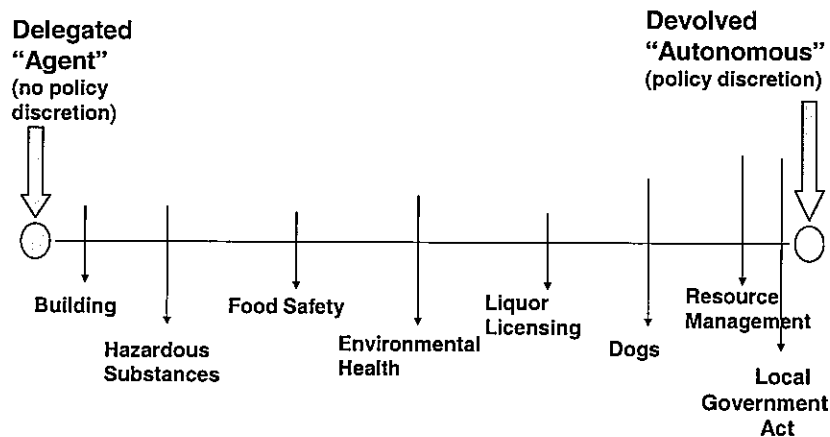 Delegated
“Agent”
(no policy
discretion)
Devolved
“Autonomous”
(policy discretion)
Building
Hazardous
Substances
Food Safety
Environmental
Health
Liquor
Licensing
Dogs
Resource
Management
Local
Government
Act